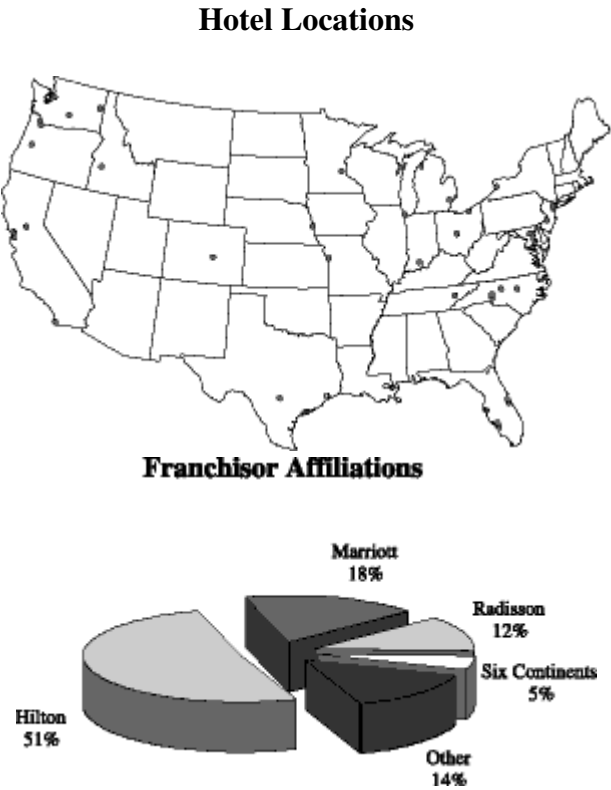 Hotel Locations
Franchisor Affiliations
Marriott
18%
Radisson
12%
Six Continents
5%
Hilton
51%
Other
14%